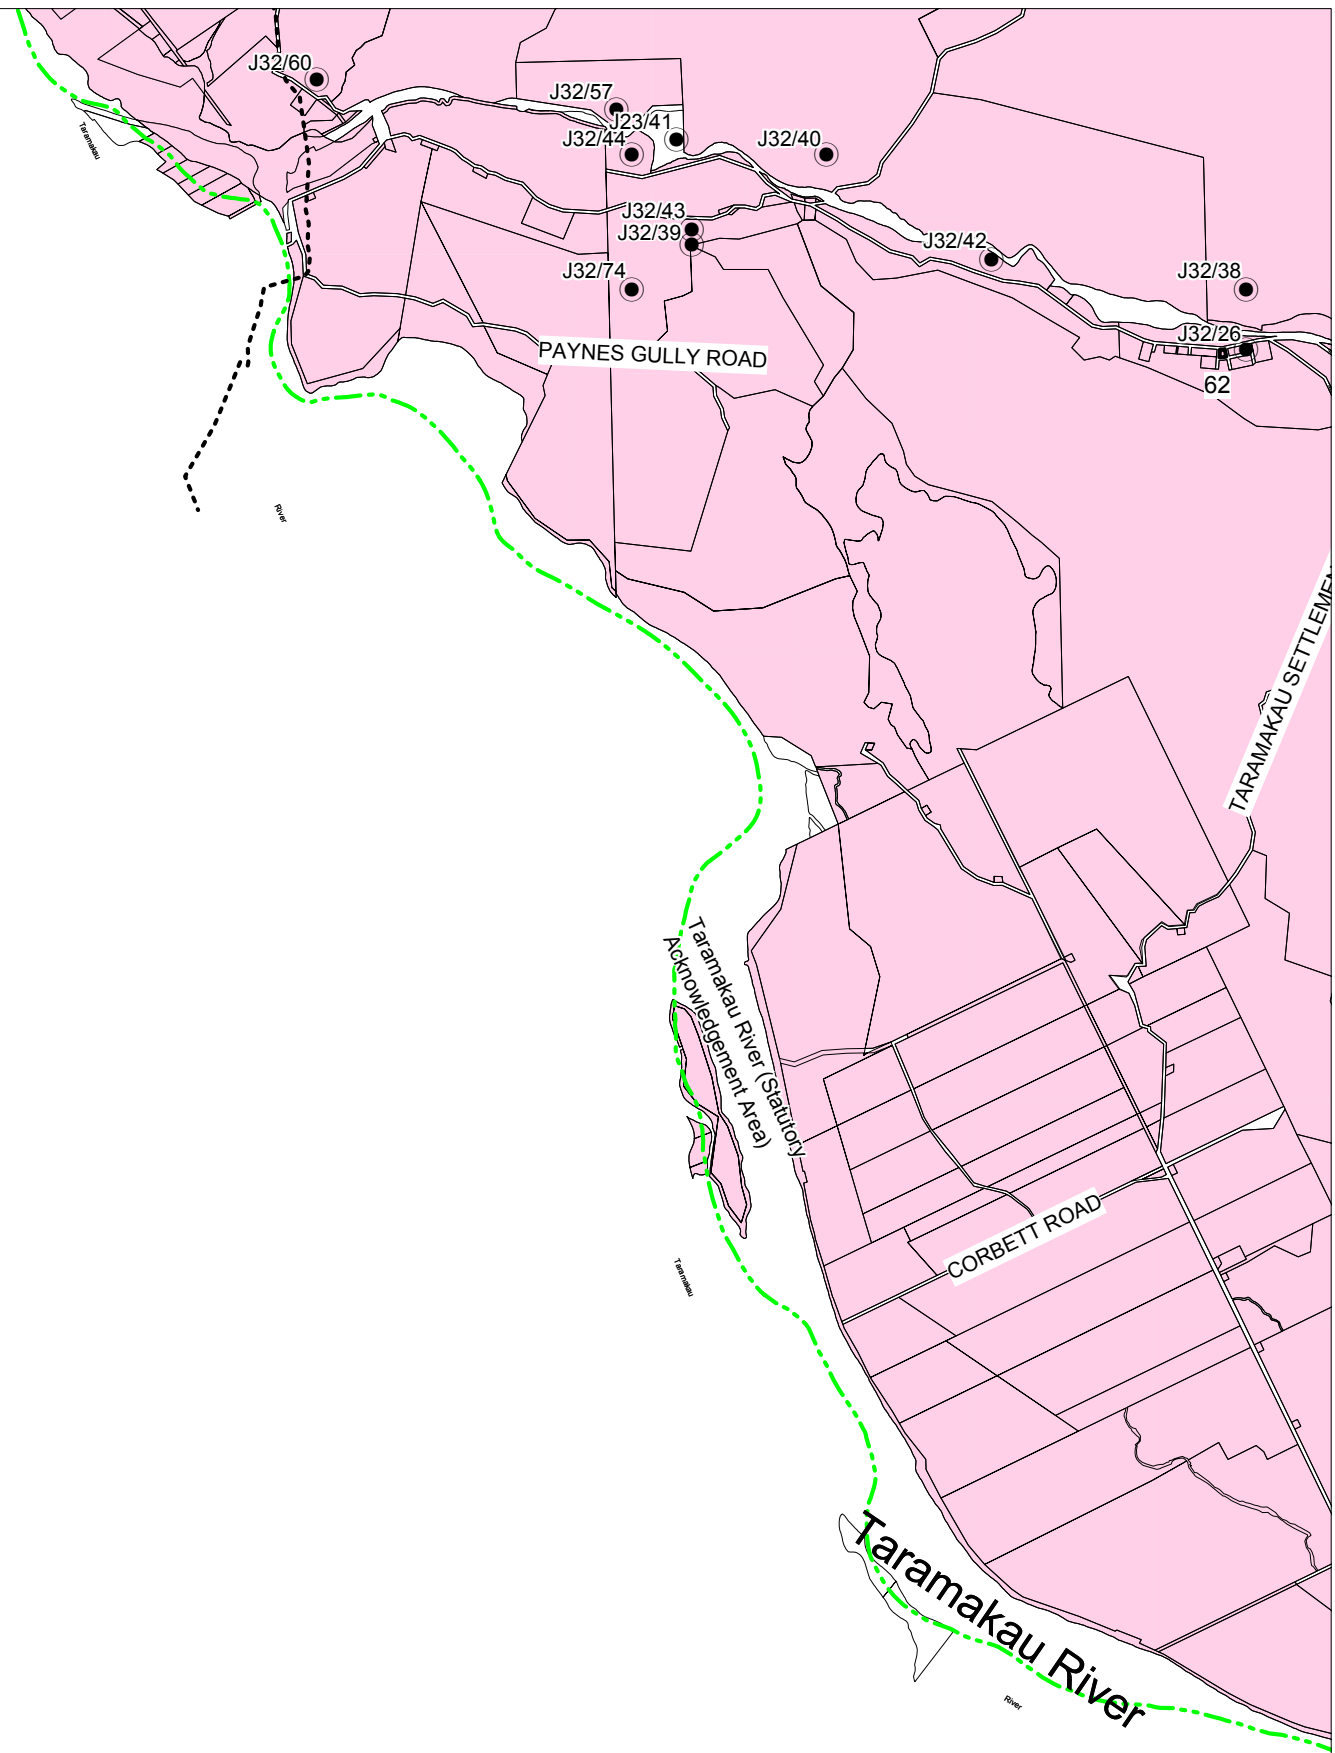 J32/60
J32/57
J23/41
J32/44
J32/40
Taramakau
J32/43
J32/39
J32/42
J32/74
J32/38
J32/26
PAYNES GULLY ROAD
62
River
TARAMAKAU SETTLEMEN
Taramakau River (Statutory
Acknowledgement Area)
CORBETT ROAD
Taramakau
Taramakau River
River